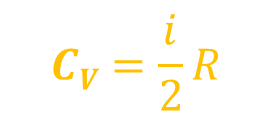 C_V = i/2 R